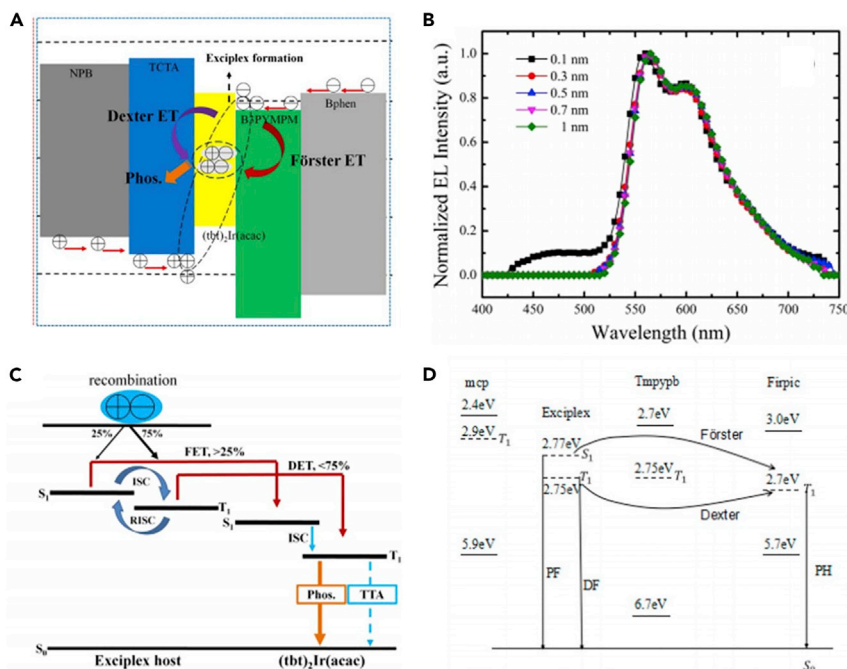 A
Exciplex formation
NPB
TCTA
Bphen
B3PYMPM
Dexter ET
Förster ET
Phos.
(tbt)2Ir(acac)
B
Normalized EL Intensity (a.u.)
1.0
0.8
0.6
0.4
0.2
0.0
0.1 nm
0.3 nm
0.5 nm
0.7 nm
1 nm
400 450 500 550 600 650 700 750
Wavelength (nm)
C
recombination
25% 75%
FET, >25%
DET, <75%
S1
ISC
RISC
T1
S1
ISC
T1
Phos.
TTA
S0
Exciplex host
(tbt)2Ir(acac)
D
mcp
Tmpypb
Firpic
2.4eV
Exciplex
2.7eV
3.0eV
2.9eV
T1
2.77eV
S1
Förster
T1
2.75eV
2.75eV
T1
2.7eV
T1
Dexter
5.9eV
5.7eV
PF
DF
PH
6.7eV
S0